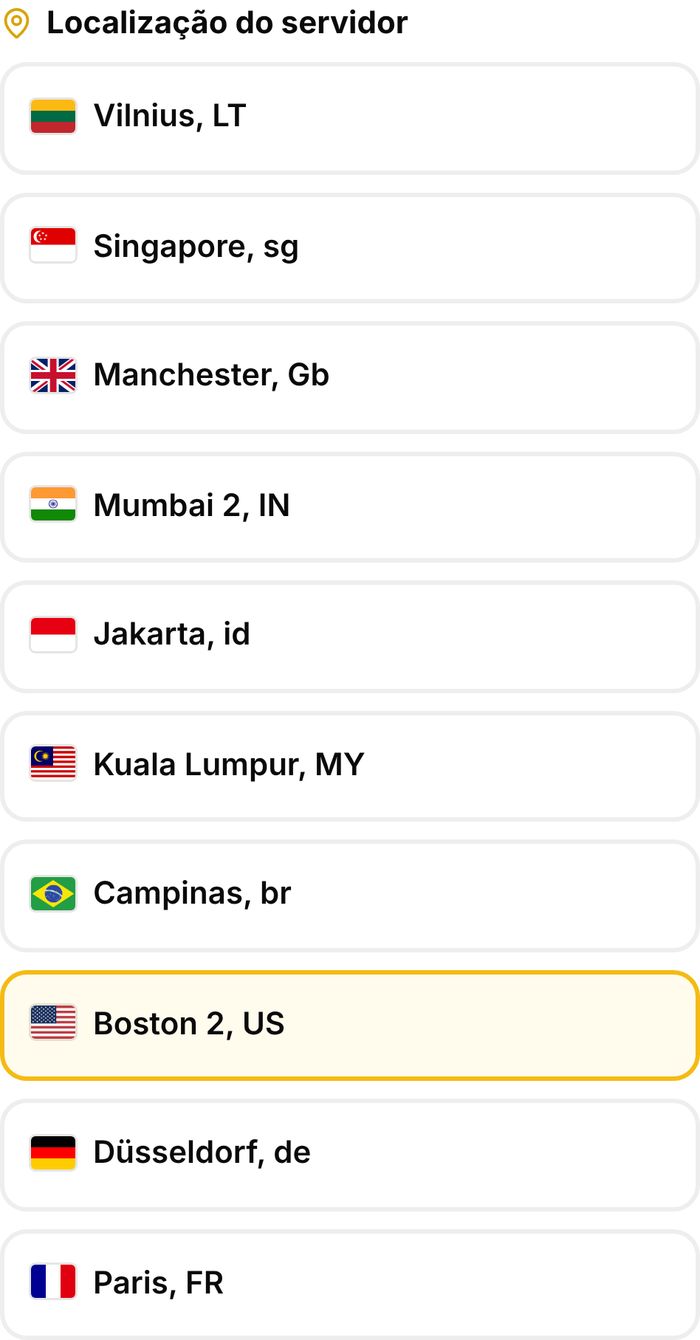 Localização do servidor
Vilnius, LT
Singapore, sg
Manchester, Gb
Mumbai 2, IN
Jakarta, id
Kuala Lumpur, MY
Campinas, br
Boston 2, US
Düsseldorf, de
Paris, FR